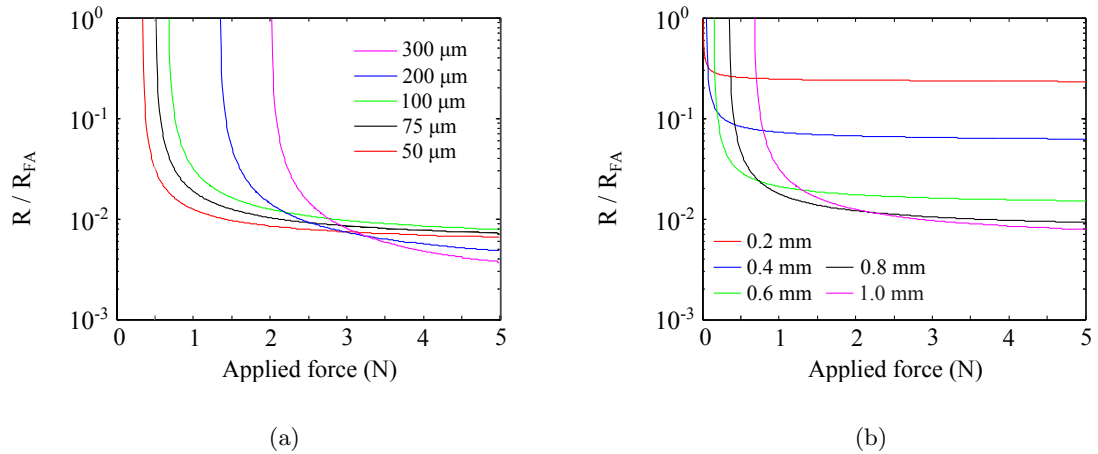 10^0
10^-1
10^-2
10^-3
R / R_FA
300 µm
200 µm
100 µm
75 µm
50 µm
0 1 2 3 4 5
Applied force (N)
(a)
10^0
10^-1
10^-2
10^-3
R / R_FA
0.2 mm
0.4 mm 0.8 mm
0.6 mm 1.0 mm
0 1 2 3 4 5
Applied force (N)
(b)